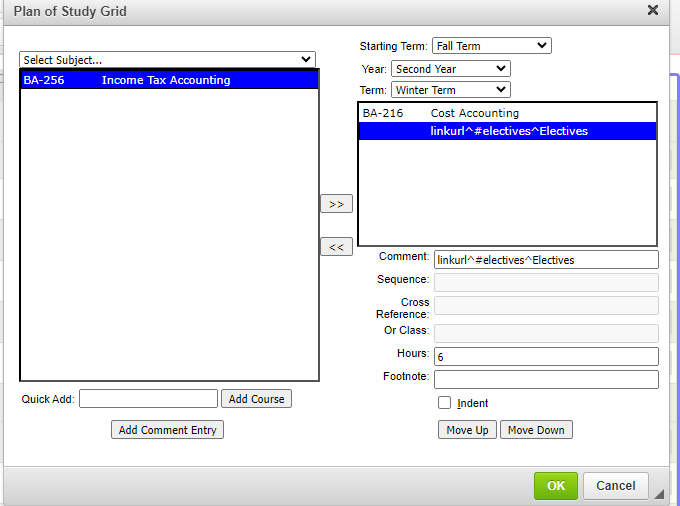 Plan of Study Grid
Select Subject...
BA-256 Income Tax Accounting
Starting Term: Fall Term
Year: Second Year
Term: Winter Term
BA-216 Cost Accounting
linkurl^#electives^Electives
>>
<<
Comment: linkurl^#electives^Electives
Sequence:
Cross
Reference:
Or Class:
Hours: 6
Footnote:
Indent
Quick Add: Add Course
Add Comment Entry
Move Up Move Down
OK Cancel